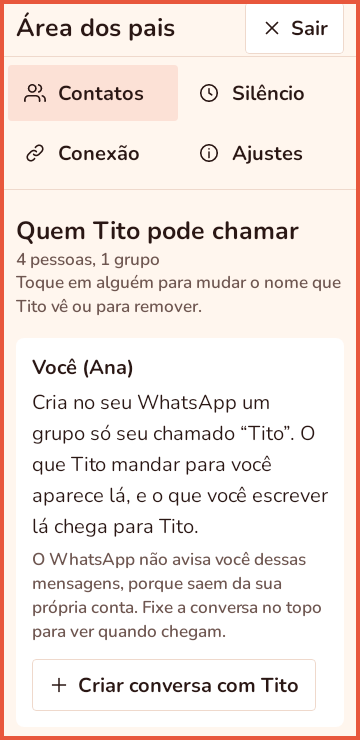 Área dos pais
Sair
Contatos
Silêncio
Conexão
Ajustes
Quem Tito pode chamar
4 pessoas, 1 grupo
Toque em alguém para mudar o nome que
Tito vê ou para remover.
Você (Ana)
Cria no seu WhatsApp um
grupo só seu chamado “Tito”. O
que Tito mandar para você
aparece lá, e o que você escrever
lá chega para Tito.
O WhatsApp não avisa você dessas
mensagens, porque saem da sua
própria conta. Fixe a conversa no topo
para ver quando chegam.
Criar conversa com Tito